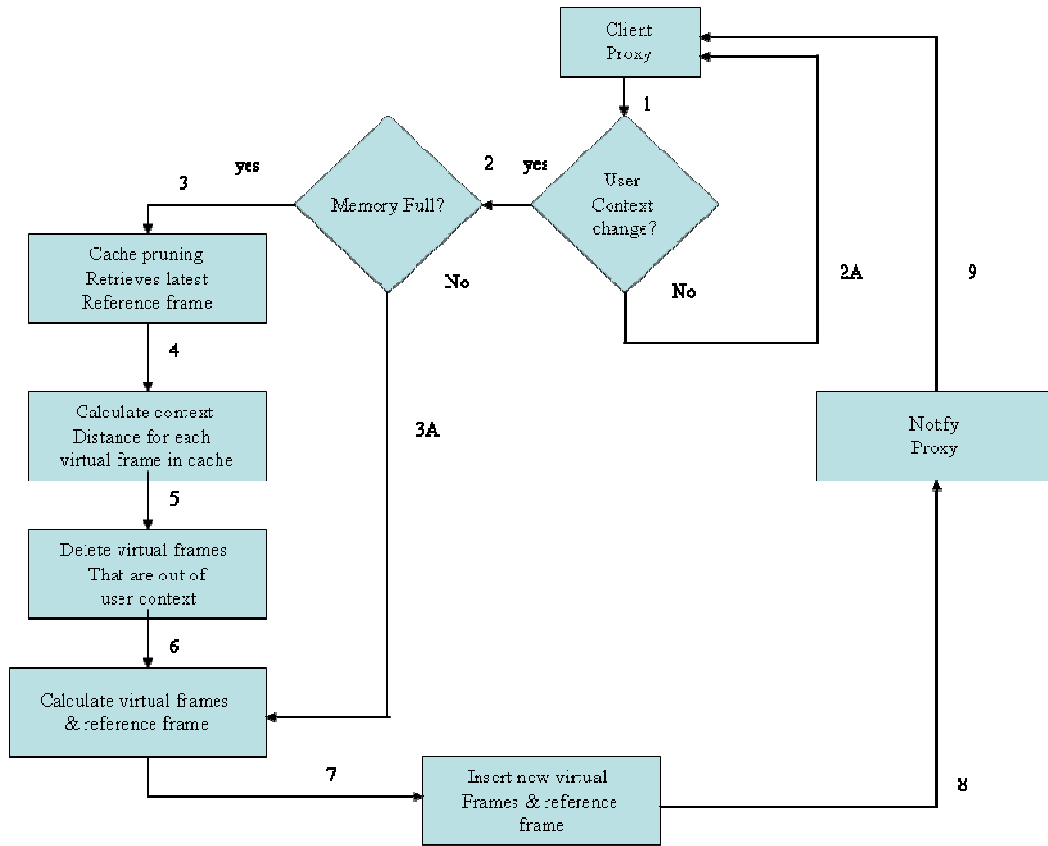 Client
Proxy
1
User
Context
change?
yes
2
No
2A
Memory Full?
yes
3
No
3A
Cache pruning
Retrieves latest
Reference frame
4
Calculate context
Distance for each
virtual frame in cache
5
Delete virtual frames
That are out of
user context
6
Calculate virtual frames
& reference frame
7
Insert new virtual
Frames & reference
frame
8
Notify
Proxy
9